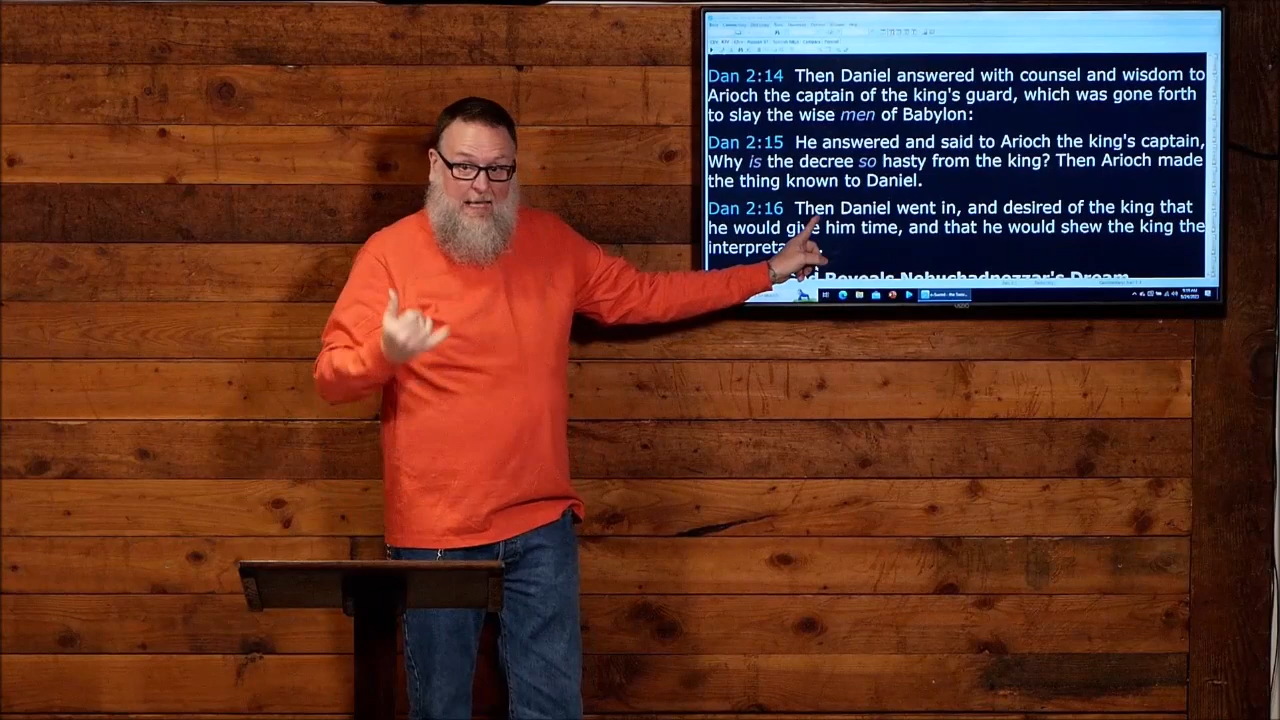 Dan 2:14 Then Daniel answered with counsel and wisdom to
Arioch the captain of the king's guard, which was gone forth
to slay the wise men of Babylon:
Dan 2:15 He answered and said to Arioch the king's captain,
Why is the decree so hasty from the king? Then Arioch made
the thing known to Daniel.
Dan 2:16 Then Daniel went in, and desired of the king that
he would give him time, and that he would shew the king the
Reveals Nebuchadnezzar's Dream
VIZIO